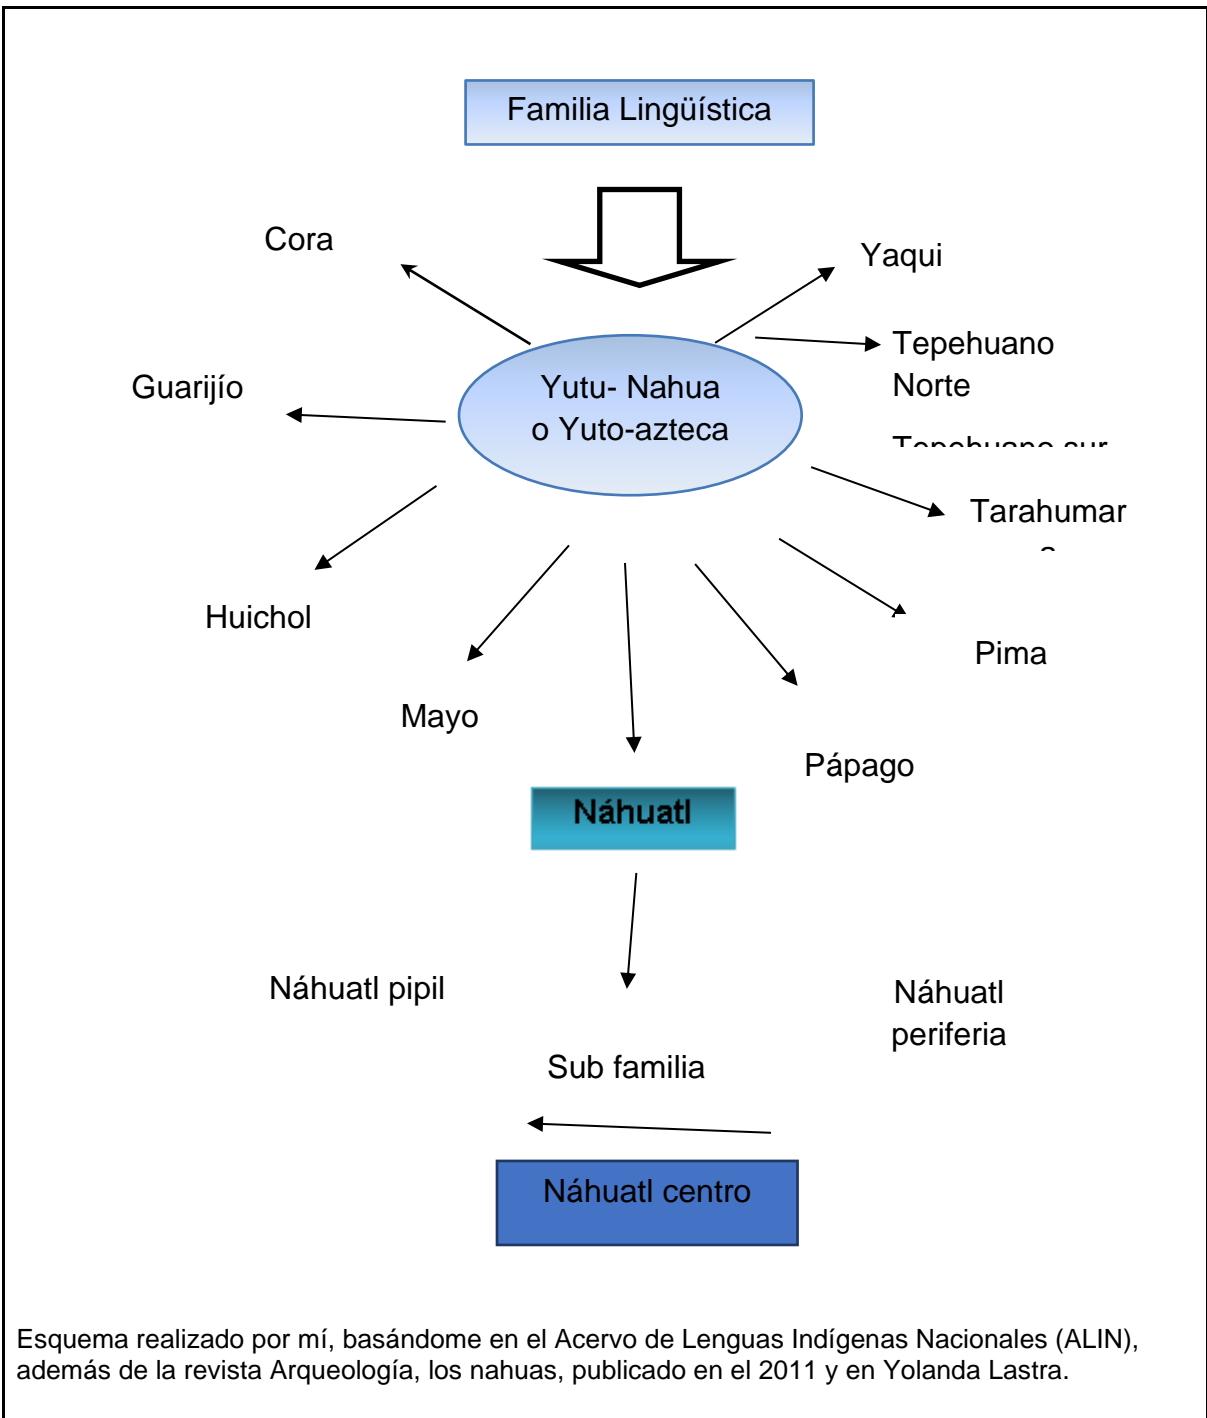 Familia Lingüística
Cora
Yaqui
Tepehuano
Norte
Tepehuano sur
Yutu- Nahua
o Yuto-azteca
Guarijío
Tarahumar
Huichol
Pima
Mayo
Pápago
Náhuatl
Náhuatl pipil
Náhuatl
periferia
Sub familia
Náhuatl centro
Esquema realizado por mí, basándome en el Acervo de Lenguas Indígenas Nacionales (ALIN),
además de la revista Arqueología, los nahuas, publicado en el 2011 y en Yolanda Lastra.